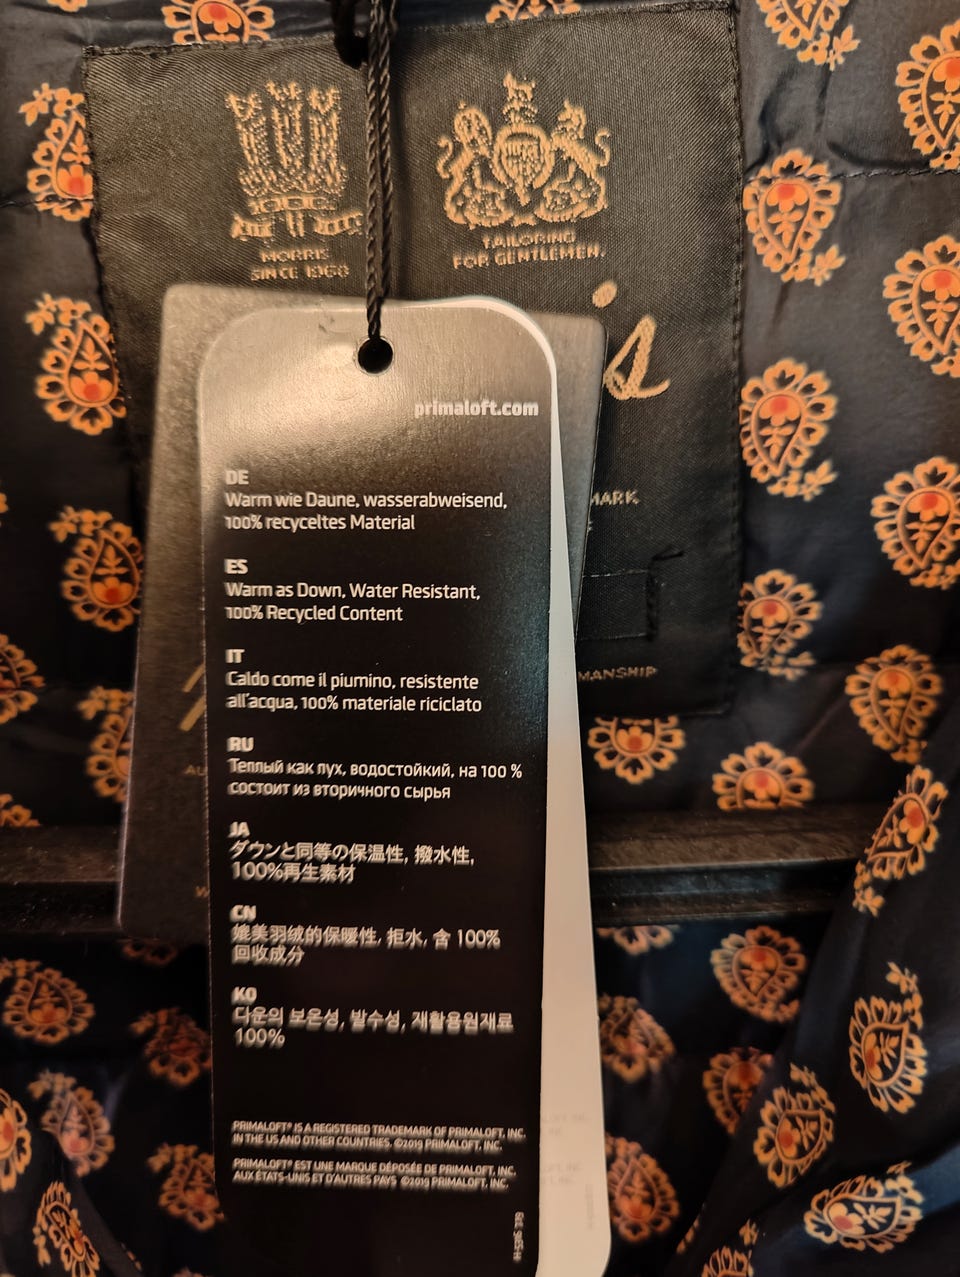 MORRIS
SINCE 1968
TAILORING
FOR GENTLEMEN.
is
MARK
MANSHIP
primaloft.com
DE
Warm wie Daune, wasserabweisend,
100% recyceltes Material
ES
Warm as Down, Water Resistant,
100% Recycled Content
IT
Caldo come il piumino, resistente
all'acqua, 100% materiale riciclato
RU
Теплый как пух, водостойкий, на 100 %
состоит из вторичного сырья
JA
ダウンと同等の保温性, 撥水性,
100%再生素材
CN
媲美羽绒的保暖性, 拒水, 含 100%
回收成分
KO
다운의 보온성, 발수성, 재활용원재료
100%
PRIMALOFT® IS A REGISTERED TRADEMARK OF PRIMALOFT, INC.
IN THE US AND OTHER COUNTRIES. ©2019 PRIMALOFT, INC.
PRIMALOFT® EST UNE MARQUE DÉPOSÉE DE PRIMALOFT, INC.
AUX ÉTATS-UNIS ET D'AUTRES PAYS ©2019 PRIMALOFT, INC.